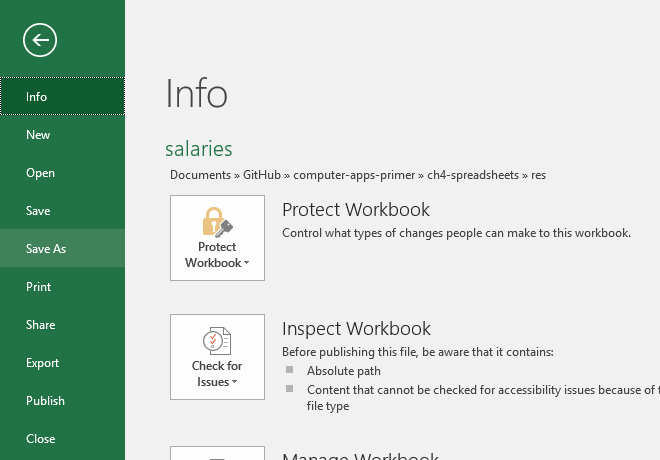 Info
New
Open
Save
Save As
Print
Share
Export
Publish
Close
Info
salaries
Documents » GitHub » computer-apps-primer » ch4-spreadsheets » res
Protect
Workbook
Protect Workbook
Control what types of changes people can make to this workbook.
Check for
Issues
Inspect Workbook
Before publishing this file, be aware that it contains:
Absolute path
Content that cannot be checked for accessibility issues because of
file type
Manage Workbook